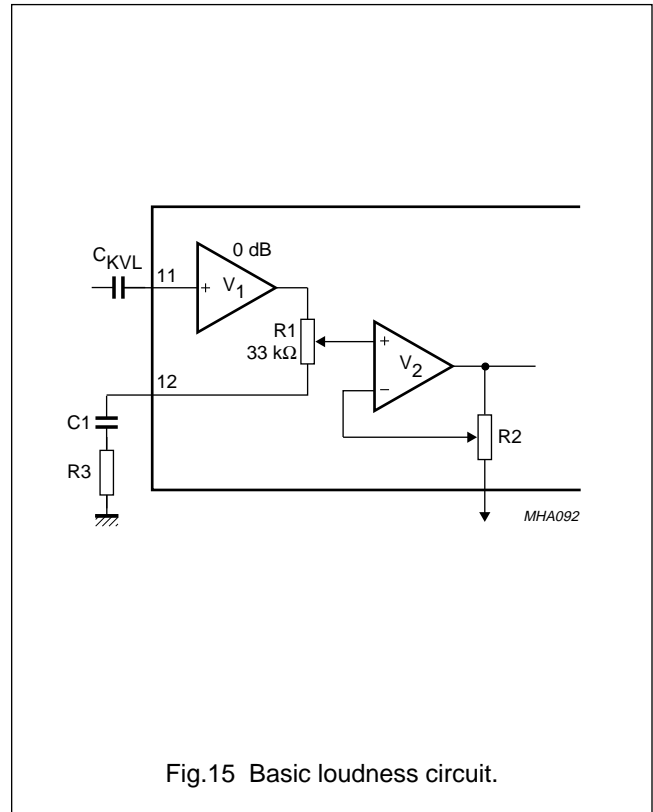 C_KVL
11
0 dB
+
V_1
R1
33 kΩ
+
V_2
−
12
C1
R3
R2
MHA092
Fig.15 Basic loudness circuit.